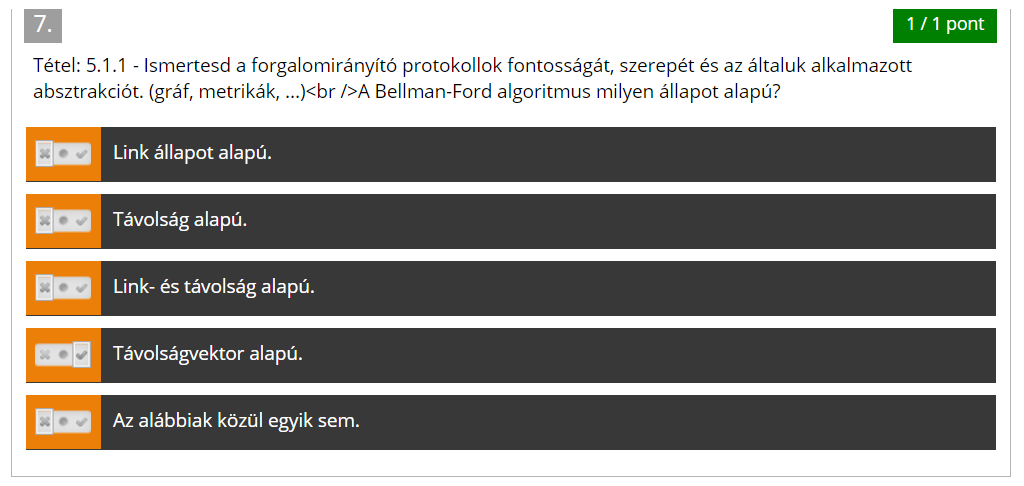 7.
1 / 1 pont
Tétel: 5.1.1 - Ismertesd a forgalomirányító protokollok fontosságát, szerepét és az általuk alkalmazott
absztrakciót. (gráf, metrikák, ...)<br />A Bellman-Ford algoritmus milyen állapot alapú?
Link állapot alapú.
Távolság alapú.
Link- és távolság alapú.
Távolságvektor alapú.
Az alábbiak közül egyik sem.